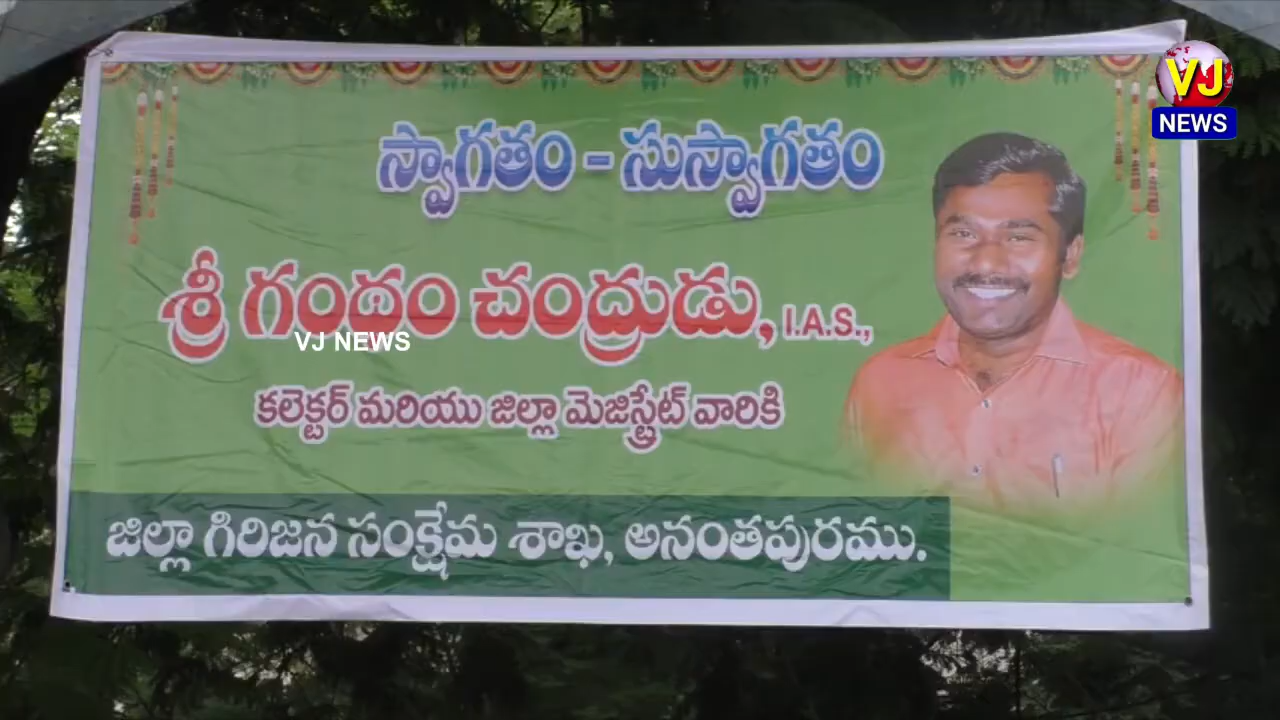 VJ
NEWS
స్వాగతం - సుస్వాగతం
శ్రీ గంధం చంద్రుడు, I.A.S.,
VJ NEWS
కలెక్టర్ మరియు జిల్లా మెజిస్ట్రేట్ వారికి
జిల్లా గిరిజన సంక్షేమ శాఖ, అనంతపురము.